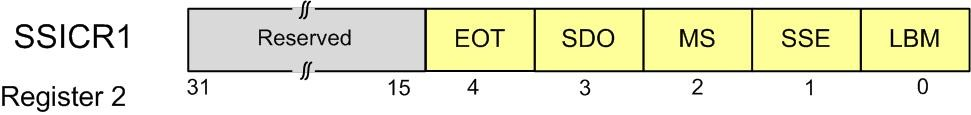 SSICR1 Reserved EOT SDO MS SSE LBM
31 15 4 3 2 1 0
Register 2